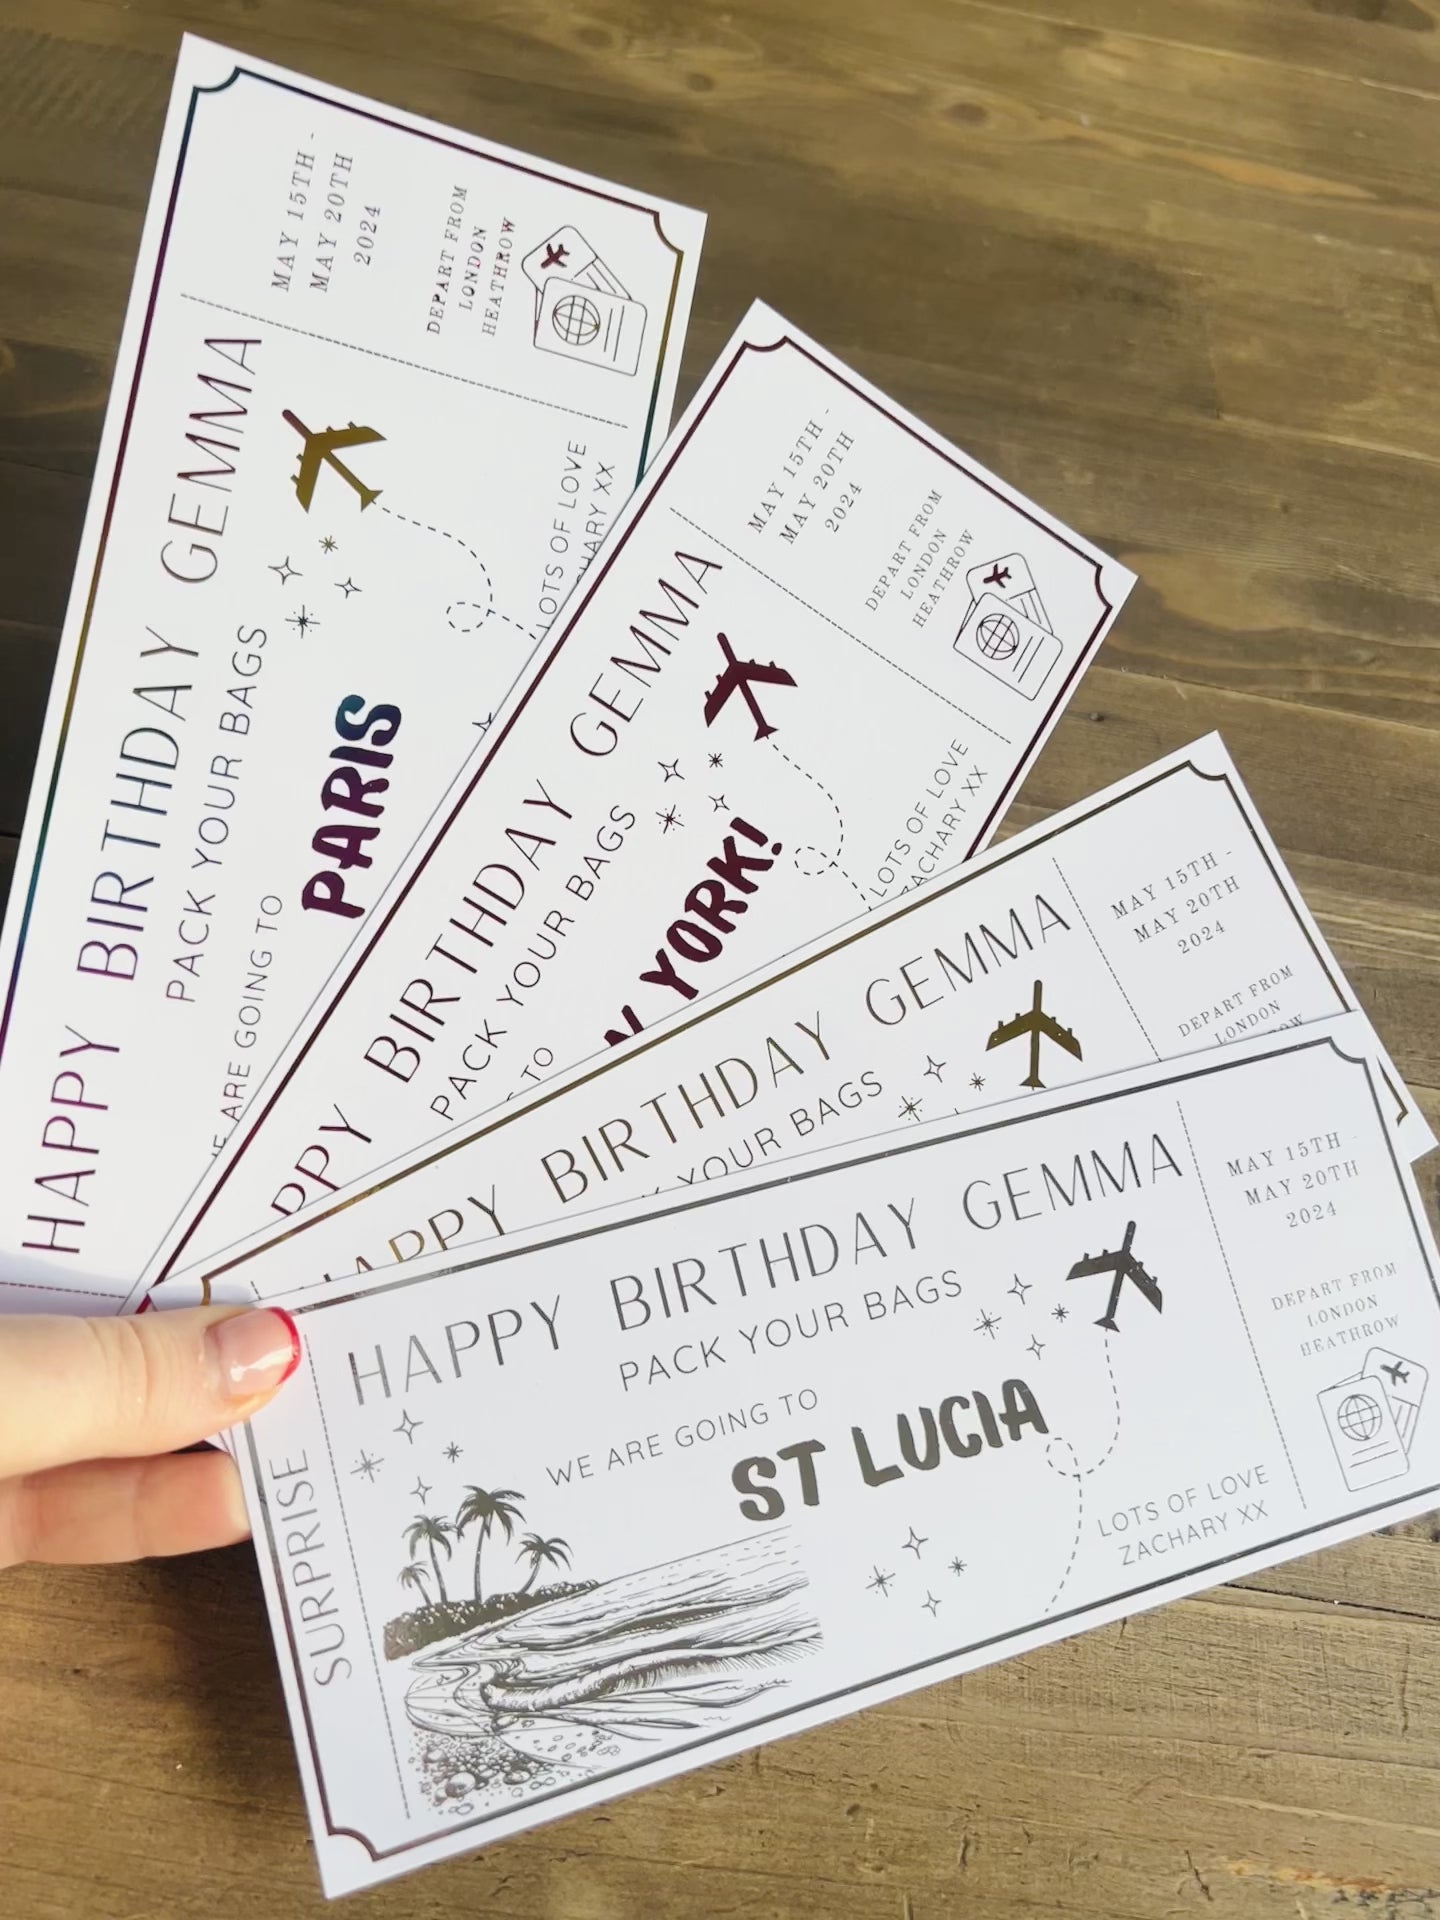 HAPPY BIRTHDAY GEMMA
PACK YOUR BAGS
ARE GOING TO
PARIS
LOTS OF LOVE
XX
MAY 15TH -
MAY 20TH
2024
DEPART FROM
LONDON
HEATHROW
BIRTHDAY GEMMA
PACK YOUR BAGS
TO
YORK!
LOTS OF LOVE
ZACHARY XX
MAY 15TH -
MAY 20TH
2024
DEPART FROM
LONDON
HEATHROW
HAPPY BIRTHDAY GEMMA
YOUR BAGS
MAY 15TH -
MAY 20TH
2024
DEPART FROM
LONDON
SURPRISE
HAPPY BIRTHDAY GEMMA
PACK YOUR BAGS
WE ARE GOING TO
ST LUCIA
LOTS OF LOVE
ZACHARY XX
MAY 15TH -
MAY 20TH
2024
DEPART FROM
LONDON
HEATHROW